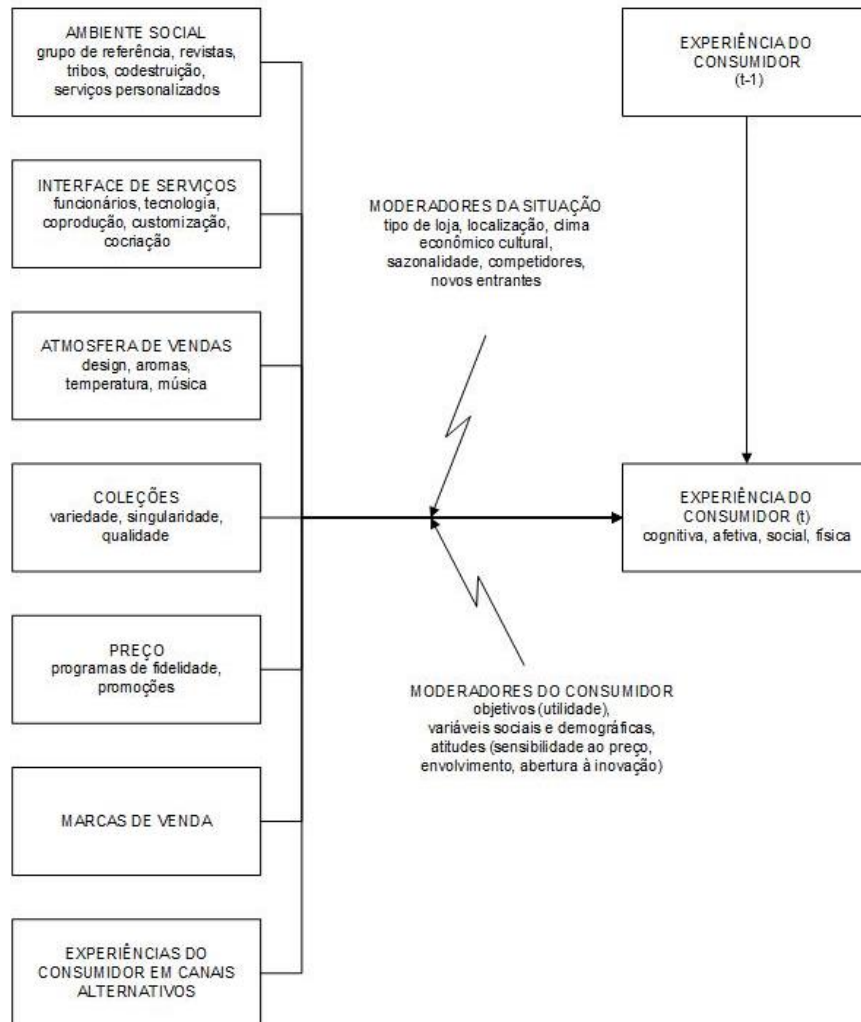 AMBIENTE SOCIAL
grupo de referência, revistas,
tribos, codestruição,
serviços personalizados
EXPERIÊNCIA DO
CONSUMIDOR
(t-1)
INTERFACE DE SERVIÇOS
funcionários, tecnologia,
coprodução, customização,
cocriação
MODERADORES DA SITUAÇÃO
tipo de loja, localização, clima
econômico cultural,
sazonalidade, competidores,
novos entrantes
ATMOSFERA DE VENDAS
design, aromas,
temperatura, música
COLEÇÕES
variedade, singularidade,
qualidade
EXPERIÊNCIA DO
CONSUMIDOR (t)
cognitiva, afetiva, social, física
PREÇO
programas de fidelidade,
promoções
MODERADORES DO CONSUMIDOR
objetivos (utilidade),
variáveis sociais e demográficas,
atitudes (sensibilidade ao preço,
envolvimento, abertura à inovação)
MARCAS DE VENDA
EXPERIÊNCIAS DO
CONSUMIDOR EM CANAIS
ALTERNATIVOS